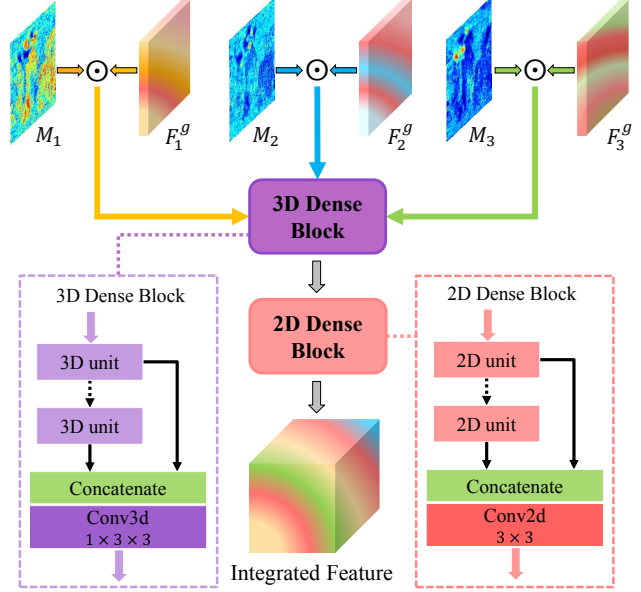 M₁ F₁ᵍ M₂ F₂ᵍ M₃ F₃ᵍ
3D Dense
Block
3D Dense Block
3D unit
3D unit
Concatenate
Conv3d
1 × 3 × 3
2D Dense
Block
Integrated Feature
2D Dense Block
2D unit
2D unit
Concatenate
Conv2d
3 × 3